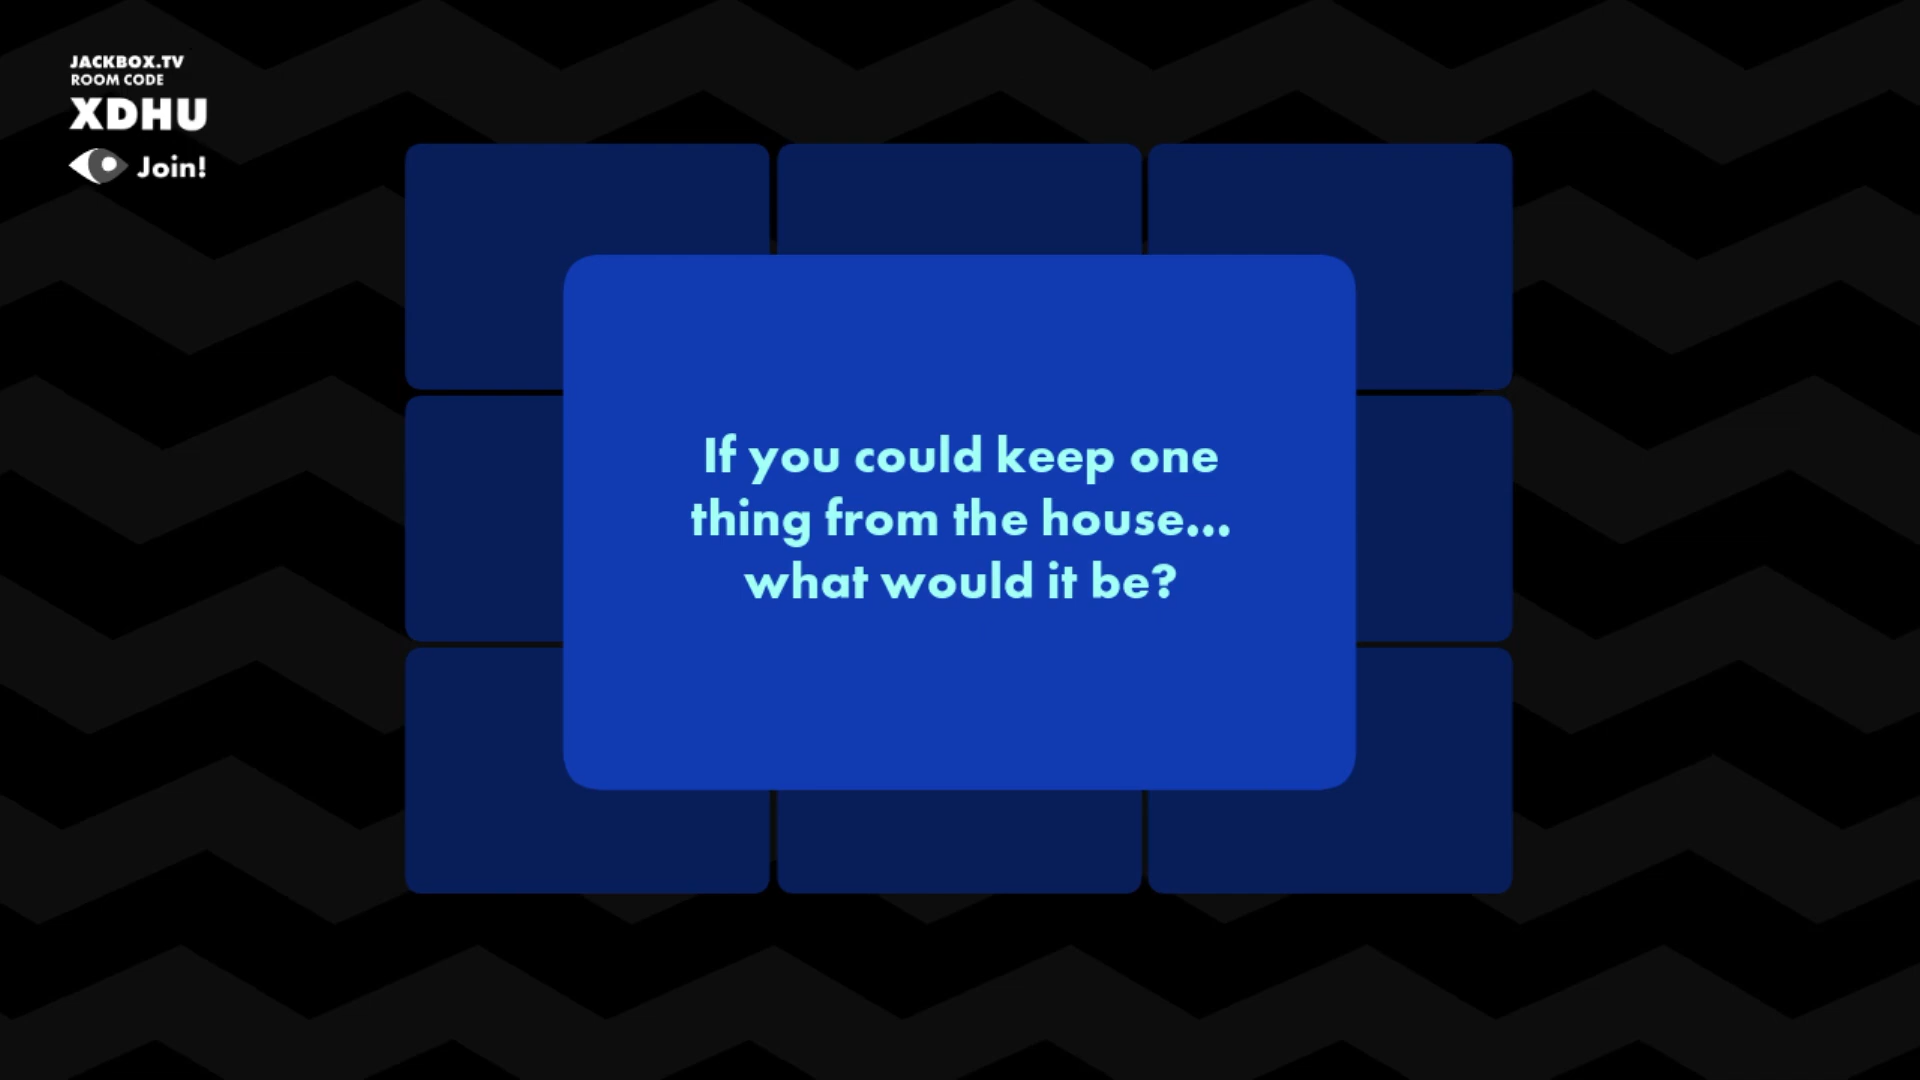 JACKBOX.TV
ROOM CODE
XDHU
Join!
If you could keep one
thing from the house...
what would it be?